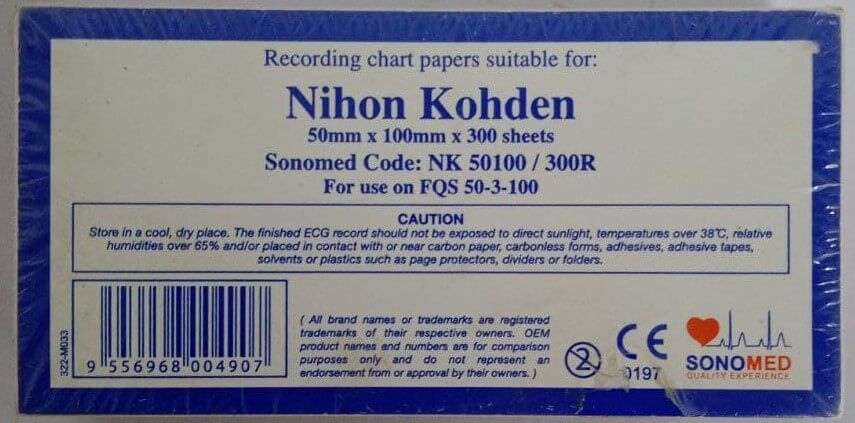 Recording chart papers suitable for:
Nihon Kohden
50mm x 100mm x 300 sheets
Sonomed Code: NK 50100 / 300R
For use on FQS 50-3-100
CAUTION
Store in a cool, dry place. The finished ECG record should not be exposed to direct sunlight, temperatures over 38℃, relative
humidities over 65% and/or placed in contact with or near carbon paper, carbonless forms, adhesives, adhesive tapes,
solvents or plastics such as page protectors, dividers or folders.
322-M033
9 556968 004907
( All brand names or trademarks are registered
trademarks of their respective owners. OEM
product names and numbers are for comparison
purposes only and do not represent an
endorsement from or approval by their owners. )
2
CE
0197
SONOMED
QUALITY EXPERIENCE